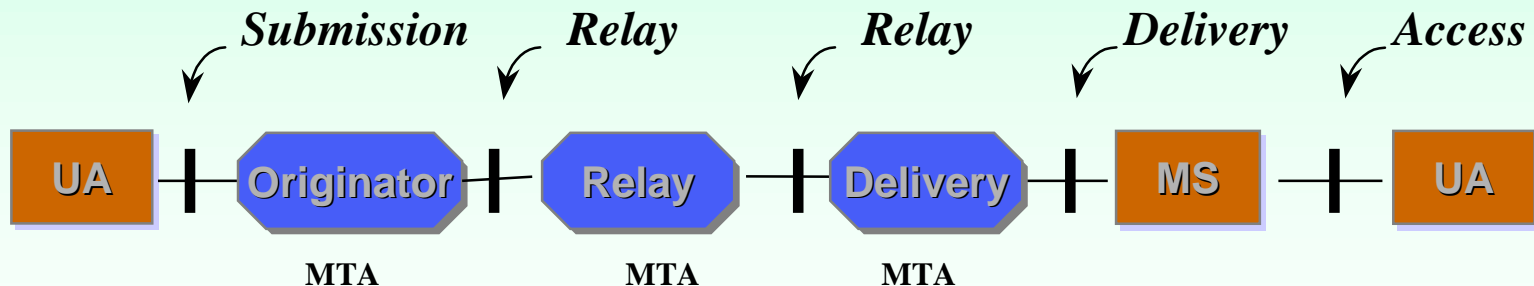 Submission Relay Relay Delivery Access
UA Originator Relay Delivery MS UA
MTA MTA MTA